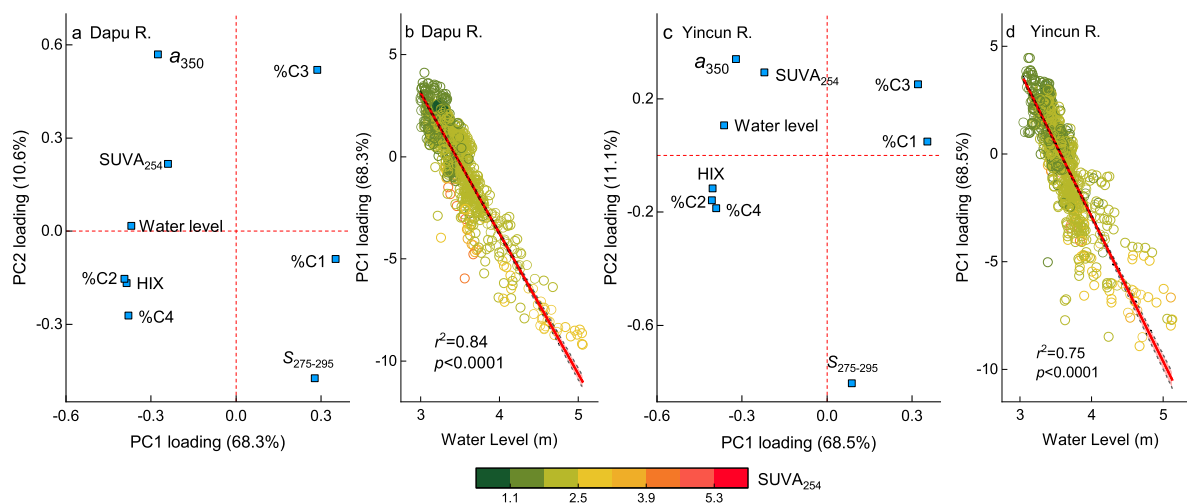 a Dapu R.
0.6
0.3
0.0
-0.3
PC2 loading (10.6%)
a350
%C3
SUVA254
Water level
%C1
%C2
HIX
%C4
S275-295
-0.6
-0.3
0.0
0.3
PC1 loading (68.3%)
b Dapu R.
5
0
-5
-10
PC1 loading (68.3%)
r2=0.84
p<0.0001
3
4
5
Water Level (m)
c Yincun R.
0.2
-0.2
-0.6
PC2 loading (11.1%)
a350
SUVA254
%C3
Water level
%C1
HIX
%C2
%C4
S275-295
-0.6
-0.3
0.0
0.3
PC1 loading (68.5%)
d Yincun R.
5
0
-5
-10
PC1 loading (68.5%)
r2=0.75
p<0.0001
3
4
5
Water Level (m)
SUVA254
1.1
2.5
3.9
5.3